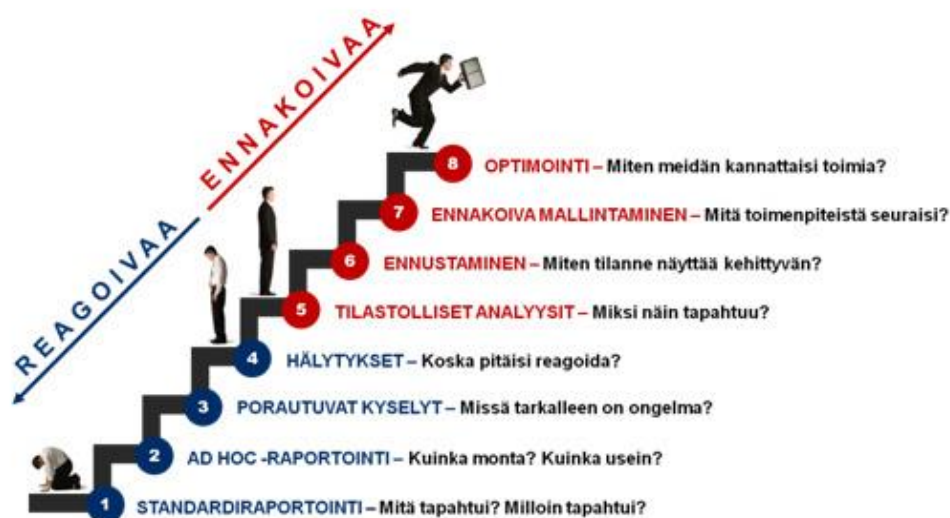 ENNAKOIVAA
REAGOIVAA
8 OPTIMOINTI – Miten meidän kannattaisi toimia?
7 ENNAKOIVA MALLINTAMINEN – Mitä toimenpiteistä seuraisi?
6 ENNUSTAMINEN – Miten tilanne näyttää kehittyvän?
5 TILASTOLLISET ANALYYSIT – Miksi näin tapahtuu?
4 HÄLYTYKSET – Koska pitäisi reagoida?
3 PORAUTUVAT KYSELYT – Missä tarkalleen on ongelma?
2 AD HOC -RAPORTOINTI – Kuinka monta? Kuinka usein?
1 STANDARDIRAPORTOINTI – Mitä tapahtui? Milloin tapahtui?